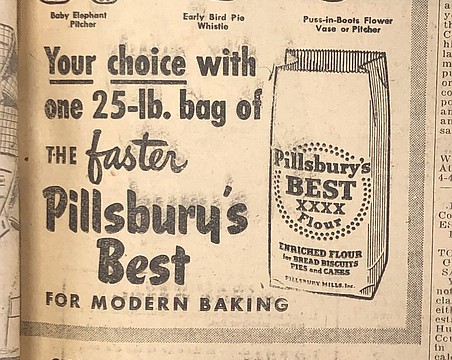 Baby Elephant
Pitcher
Early Bird Pie
Whistle
Puss-in-Boots Flower
Vase or Pitcher
Your choice with
one 25-lb. bag of
THE faster
Pillsbury's
Best
FOR MODERN BAKING
Pillsbury's
BEST
XXXX
Flour
ENRICHED FLOUR
for BREAD BISCUITS
PIES and CAKES
PILLSBURY MILLS, Inc.